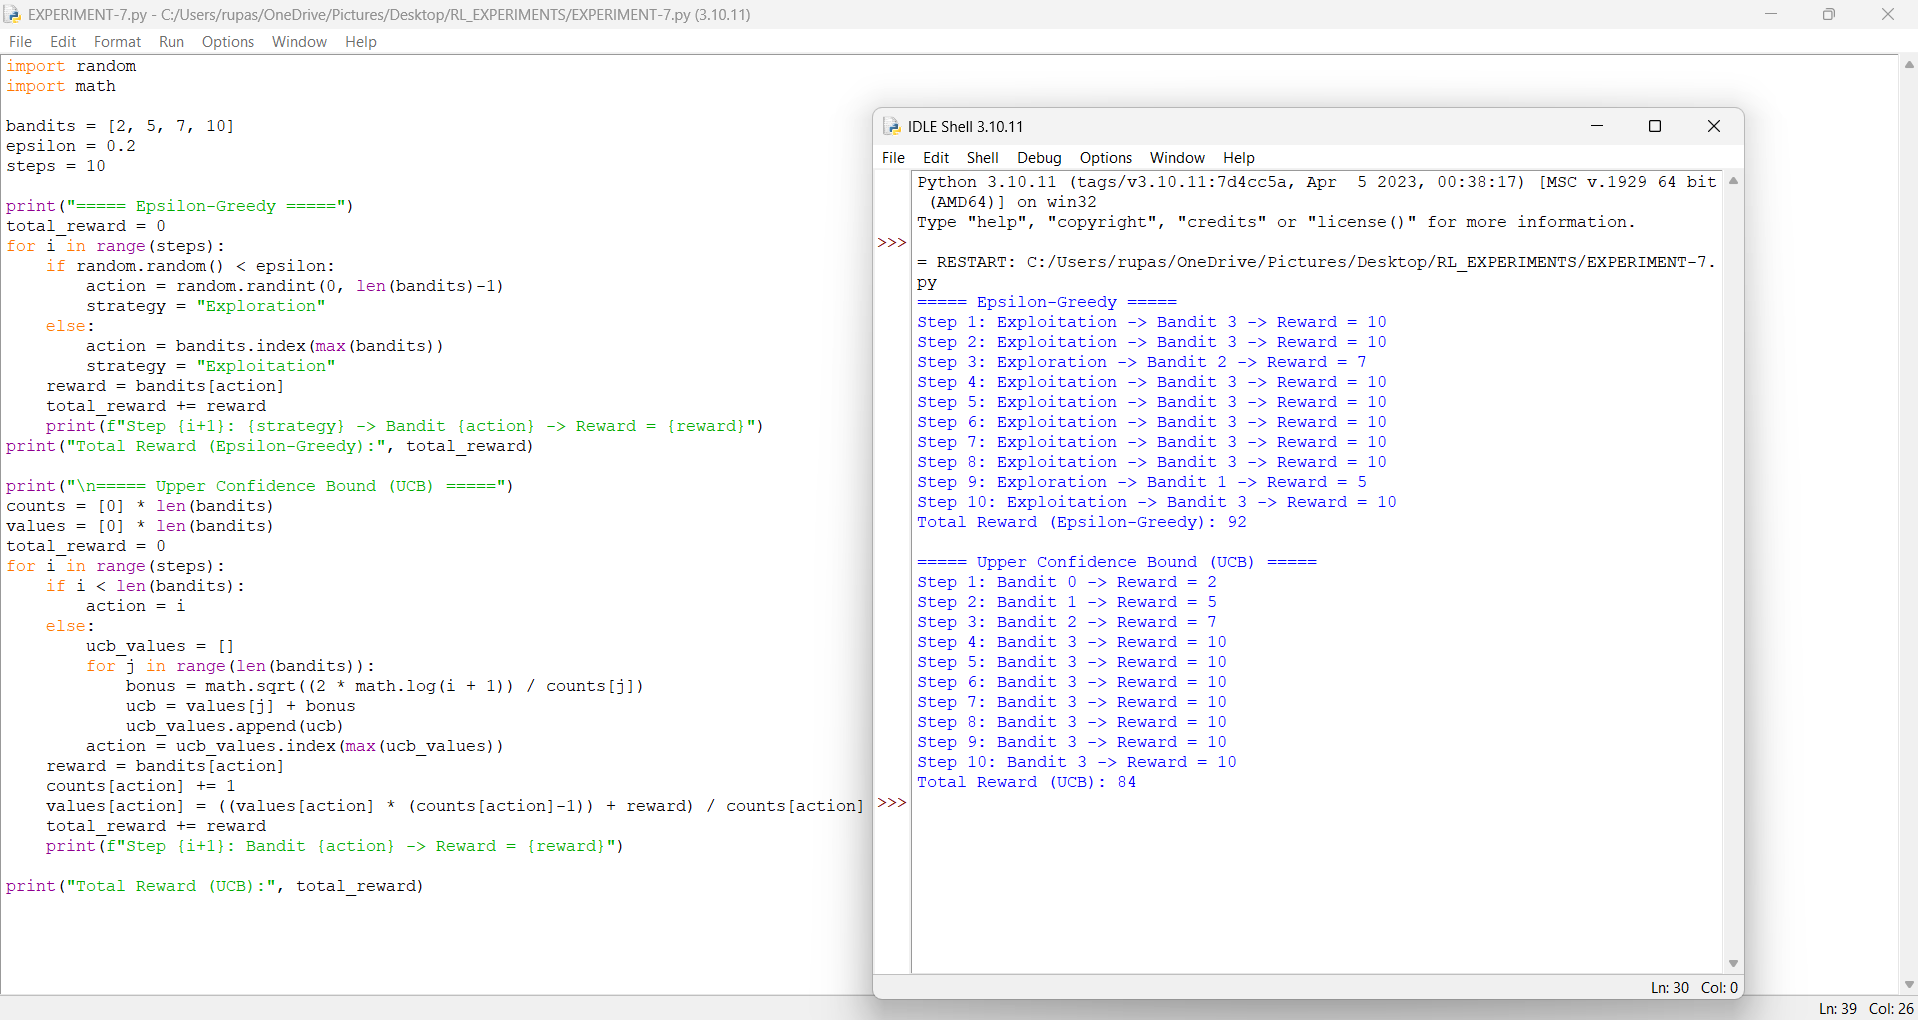 EXPERIMENT-7.py - C:/Users/rupas/OneDrive/Pictures/Desktop/RL_EXPERIMENTS/EXPERIMENT-7.py (3.10.11)
File Edit Format Run Options Window Help
import random
import math

bandits = [2, 5, 7, 10]
epsilon = 0.2
steps = 10

print("===== Epsilon-Greedy =====")
total_reward = 0
for i in range(steps):
    if random.random() < epsilon:
        action = random.randint(0, len(bandits)-1)
        strategy = "Exploration"
    else:
        action = bandits.index(max(bandits))
        strategy = "Exploitation"
    reward = bandits[action]
    total_reward += reward
    print(f"Step {i+1}: {strategy} -> Bandit {action} -> Reward = {reward}")
print("Total Reward (Epsilon-Greedy):", total_reward)

print("\n===== Upper Confidence Bound (UCB) =====")
counts = [0] * len(bandits)
values = [0] * len(bandits)
total_reward = 0
for i in range(steps):
    if i < len(bandits):
        action = i
    else:
        ucb_values = []
        for j in range(len(bandits)):
            bonus = math.sqrt((2 * math.log(i + 1)) / counts[j])
            ucb = values[j] + bonus
            ucb_values.append(ucb)
        action = ucb_values.index(max(ucb_values))
    reward = bandits[action]
    counts[action] += 1
    values[action] = ((values[action] * (counts[action]-1)) + reward) / counts[action]
    total_reward += reward
    print(f"Step {i+1}: Bandit {action} -> Reward = {reward}")

print("Total Reward (UCB):", total_reward)
IDLE Shell 3.10.11
File Edit Shell Debug Options Window Help
Python 3.10.11 (tags/v3.10.11:7d4cc5a, Apr  5 2023, 00:38:17) [MSC v.1929 64 bit
 (AMD64)] on win32
Type "help", "copyright", "credits" or "license()" for more information.
>>>
= RESTART: C:/Users/rupas/OneDrive/Pictures/Desktop/RL_EXPERIMENTS/EXPERIMENT-7.
py
===== Epsilon-Greedy =====
Step 1: Exploitation -> Bandit 3 -> Reward = 10
Step 2: Exploitation -> Bandit 3 -> Reward = 10
Step 3: Exploration -> Bandit 2 -> Reward = 7
Step 4: Exploitation -> Bandit 3 -> Reward = 10
Step 5: Exploitation -> Bandit 3 -> Reward = 10
Step 6: Exploitation -> Bandit 3 -> Reward = 10
Step 7: Exploitation -> Bandit 3 -> Reward = 10
Step 8: Exploitation -> Bandit 3 -> Reward = 10
Step 9: Exploration -> Bandit 1 -> Reward = 5
Step 10: Exploitation -> Bandit 3 -> Reward = 10
Total Reward (Epsilon-Greedy): 92

===== Upper Confidence Bound (UCB) =====
Step 1: Bandit 0 -> Reward = 2
Step 2: Bandit 1 -> Reward = 5
Step 3: Bandit 2 -> Reward = 7
Step 4: Bandit 3 -> Reward = 10
Step 5: Bandit 3 -> Reward = 10
Step 6: Bandit 3 -> Reward = 10
Step 7: Bandit 3 -> Reward = 10
Step 8: Bandit 3 -> Reward = 10
Step 9: Bandit 3 -> Reward = 10
Step 10: Bandit 3 -> Reward = 10
Total Reward (UCB): 84
>>>
Ln: 30 Col: 0
Ln: 39 Col: 26